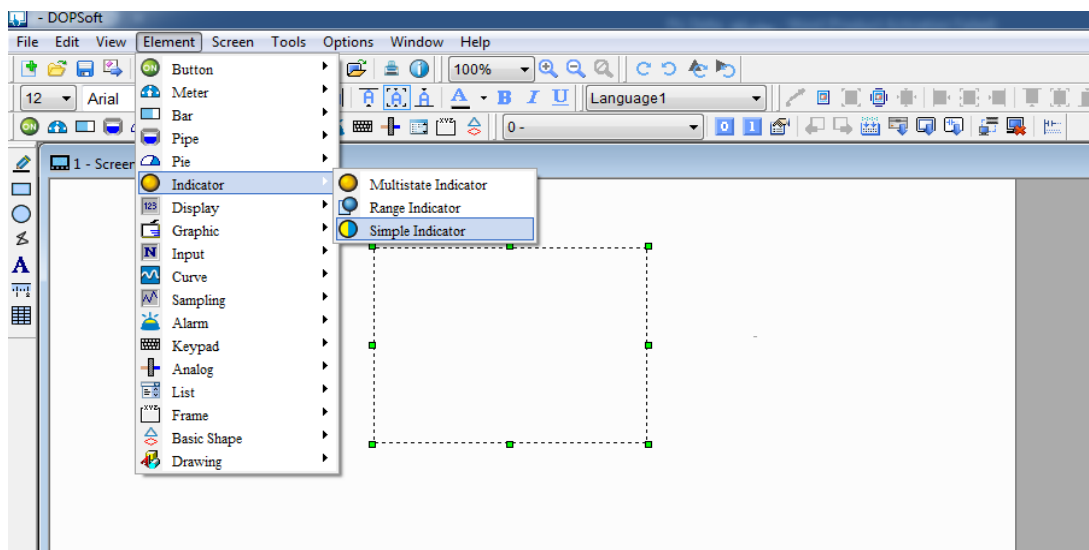 - DOPSoft
File Edit View Element Screen Tools Options Window Help
100%
12 Arial
A A A A B I U Language1
0 -
0 1
1 - Screen
Button
Meter
Bar
Pipe
Pie
Indicator
Display
Graphic
Input
Curve
Sampling
Alarm
Keypad
Analog
List
Frame
Basic Shape
Drawing
Multistate Indicator
Range Indicator
Simple Indicator